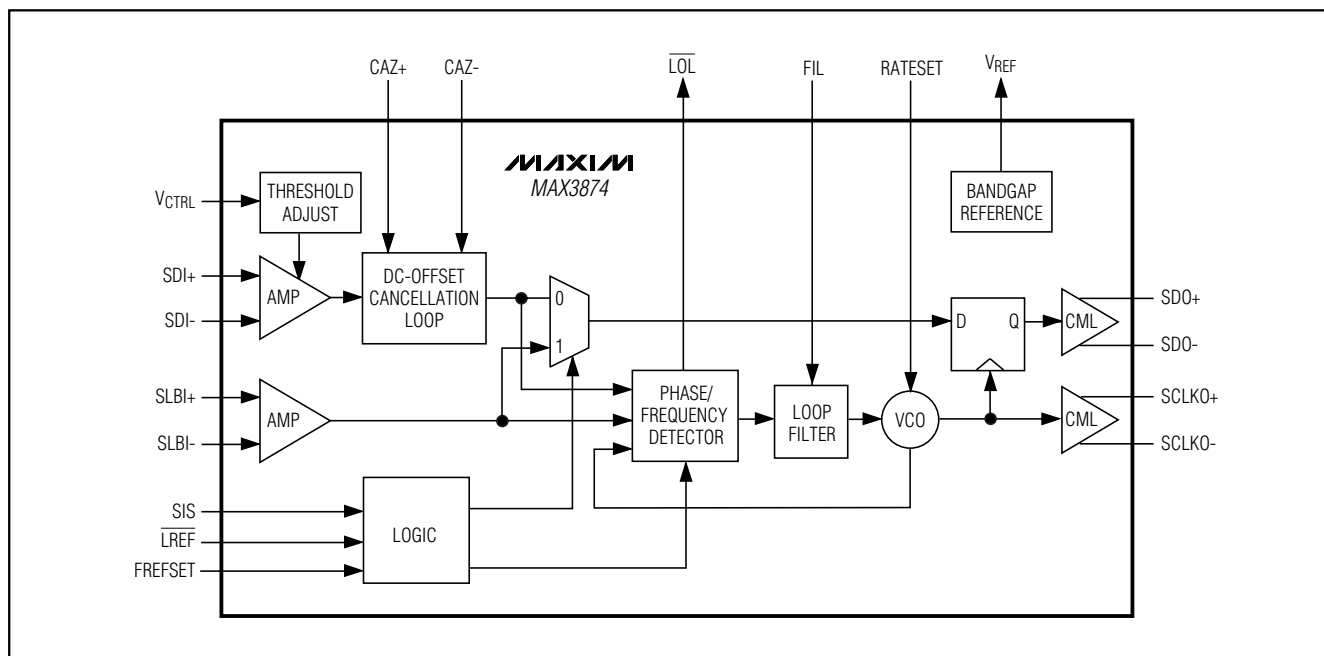 CAZ+ CAZ- L̅O̅L̅ FIL RATESET VREF
MAXIM
MAX3874
VCTRL
THRESHOLD
ADJUST
BANDGAP
REFERENCE
SDI+
SDI-
AMP
DC-OFFSET
CANCELLATION
LOOP
0
1
D Q
CML
SDO+
SDO-
SLBI+
SLBI-
AMP
PHASE/
FREQUENCY
DETECTOR
LOOP
FILTER
VCO
CML
SCLKO+
SCLKO-
SIS
L̅R̅E̅F̅
FREFSET
LOGIC